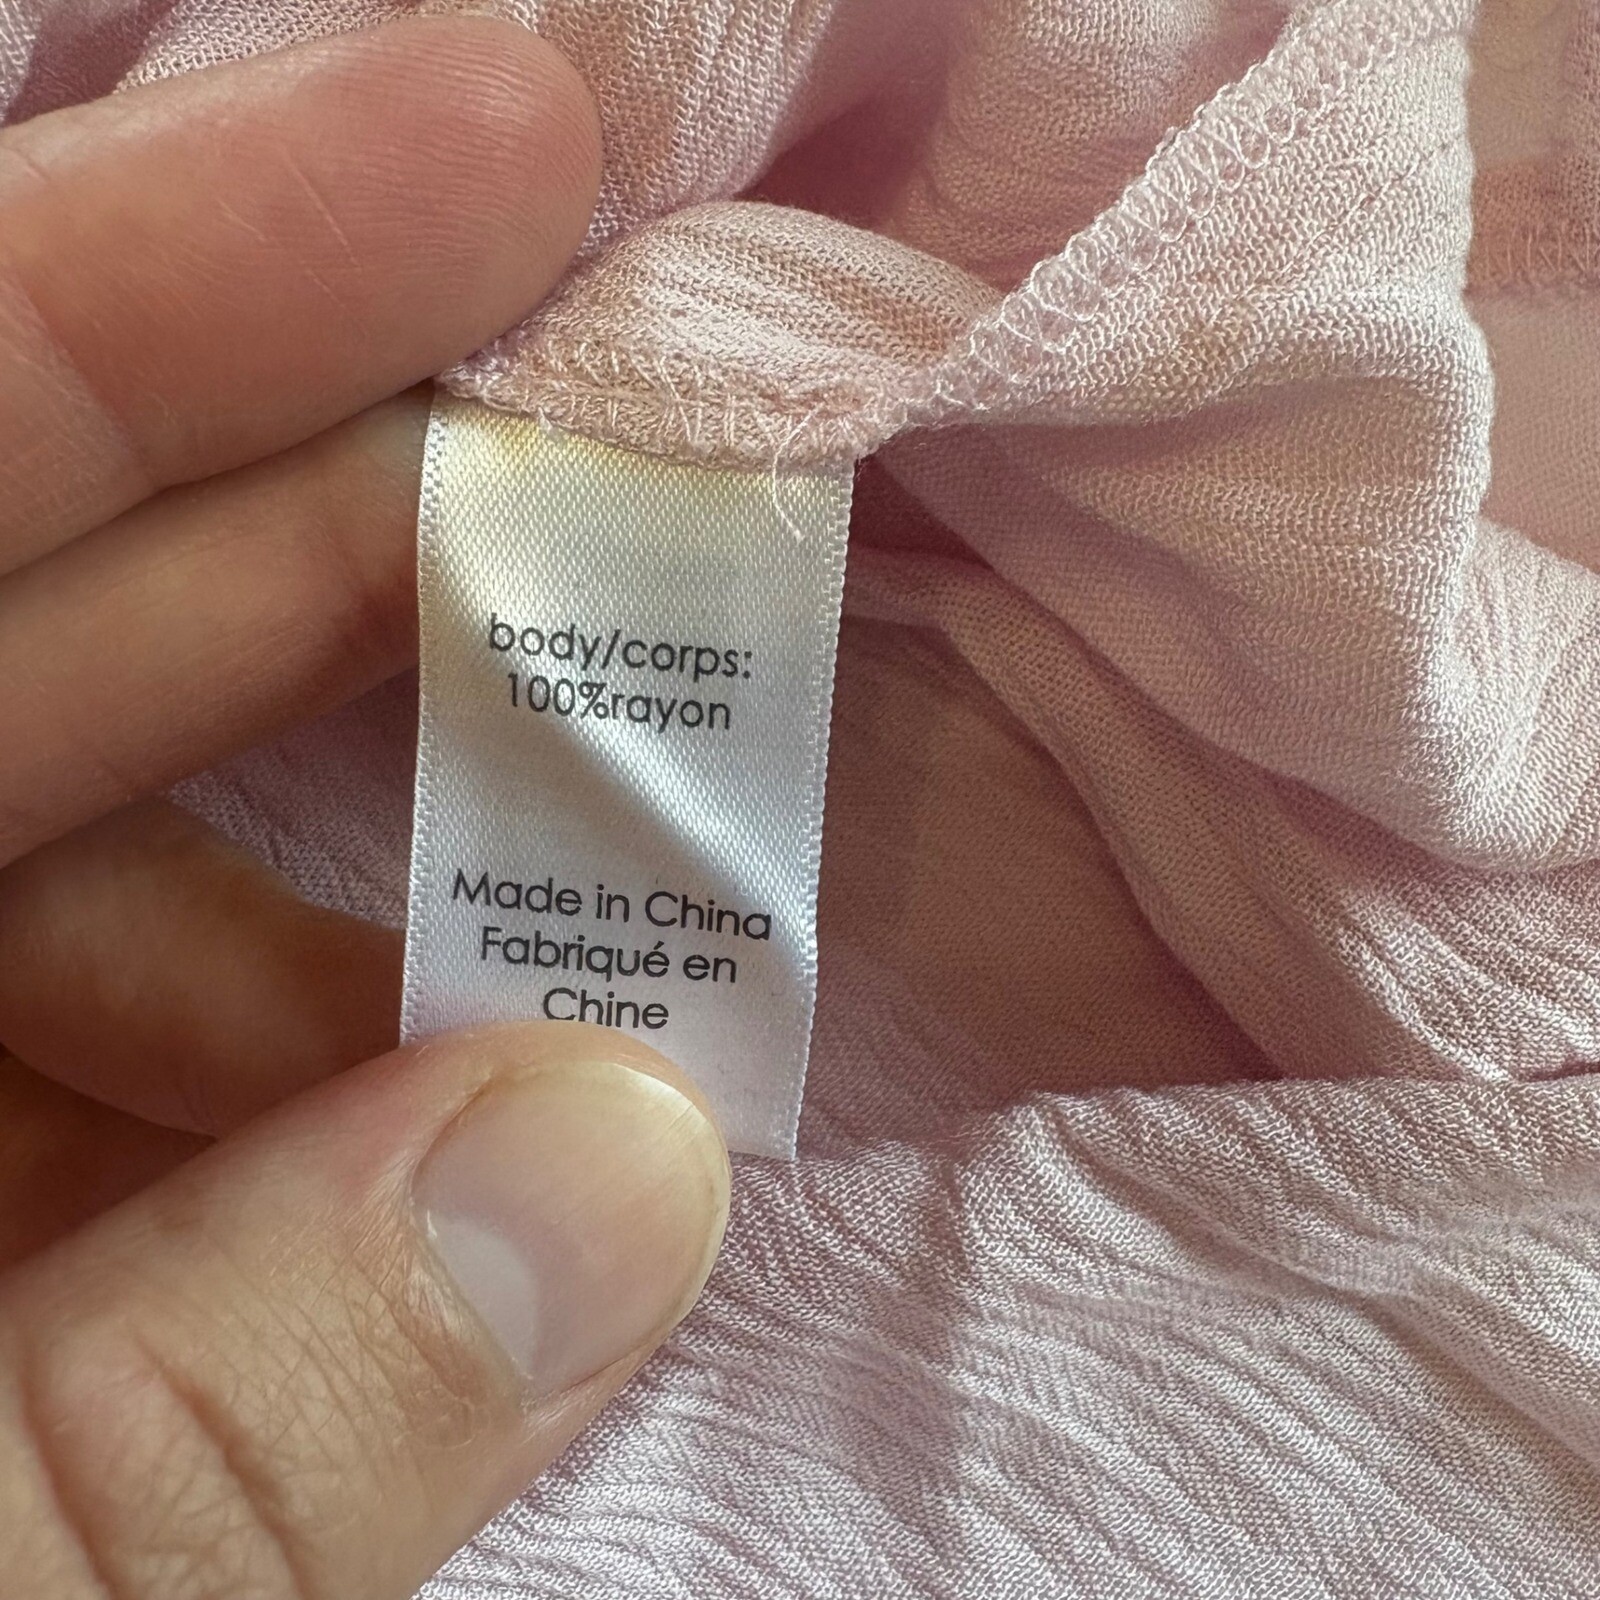 body/corps:
100%rayon
Made in China
Fabriqué en
Chine